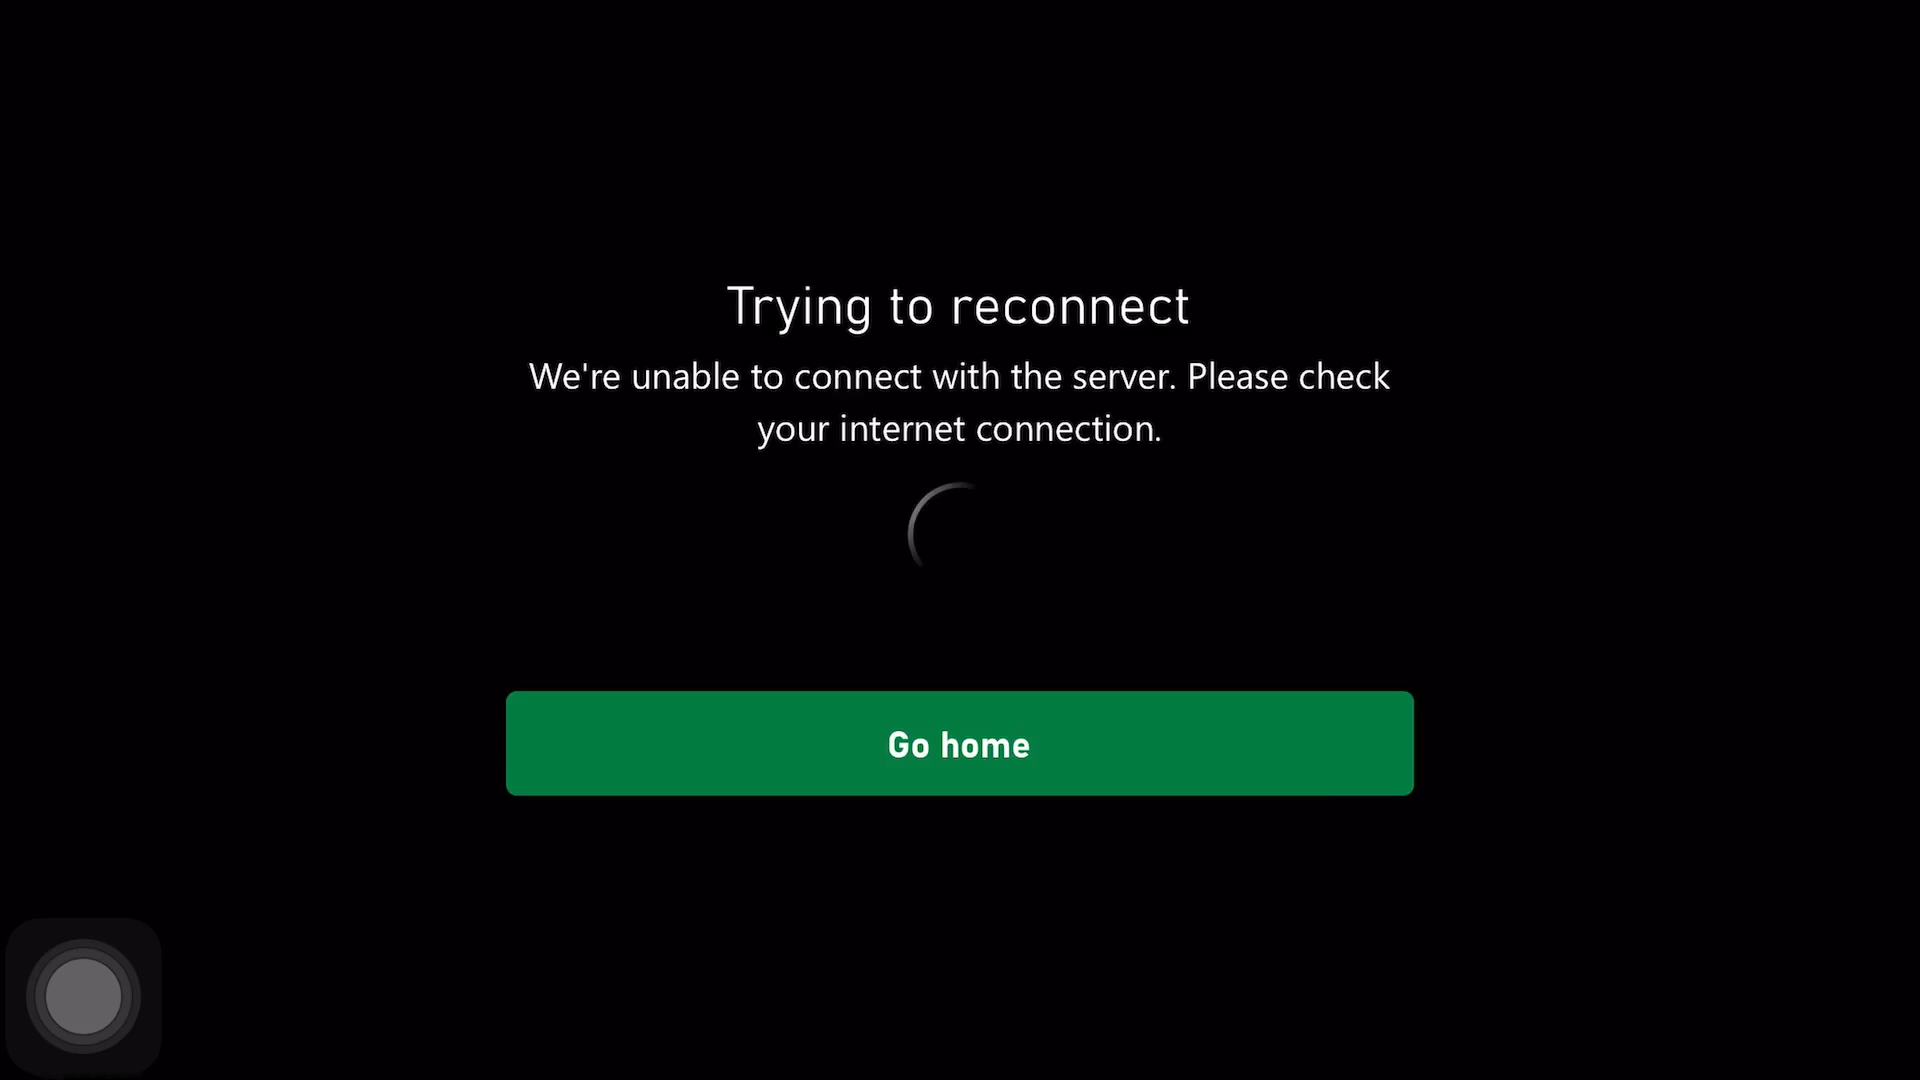 Trying to reconnect
We're unable to connect with the server. Please check
your internet connection.
Go home